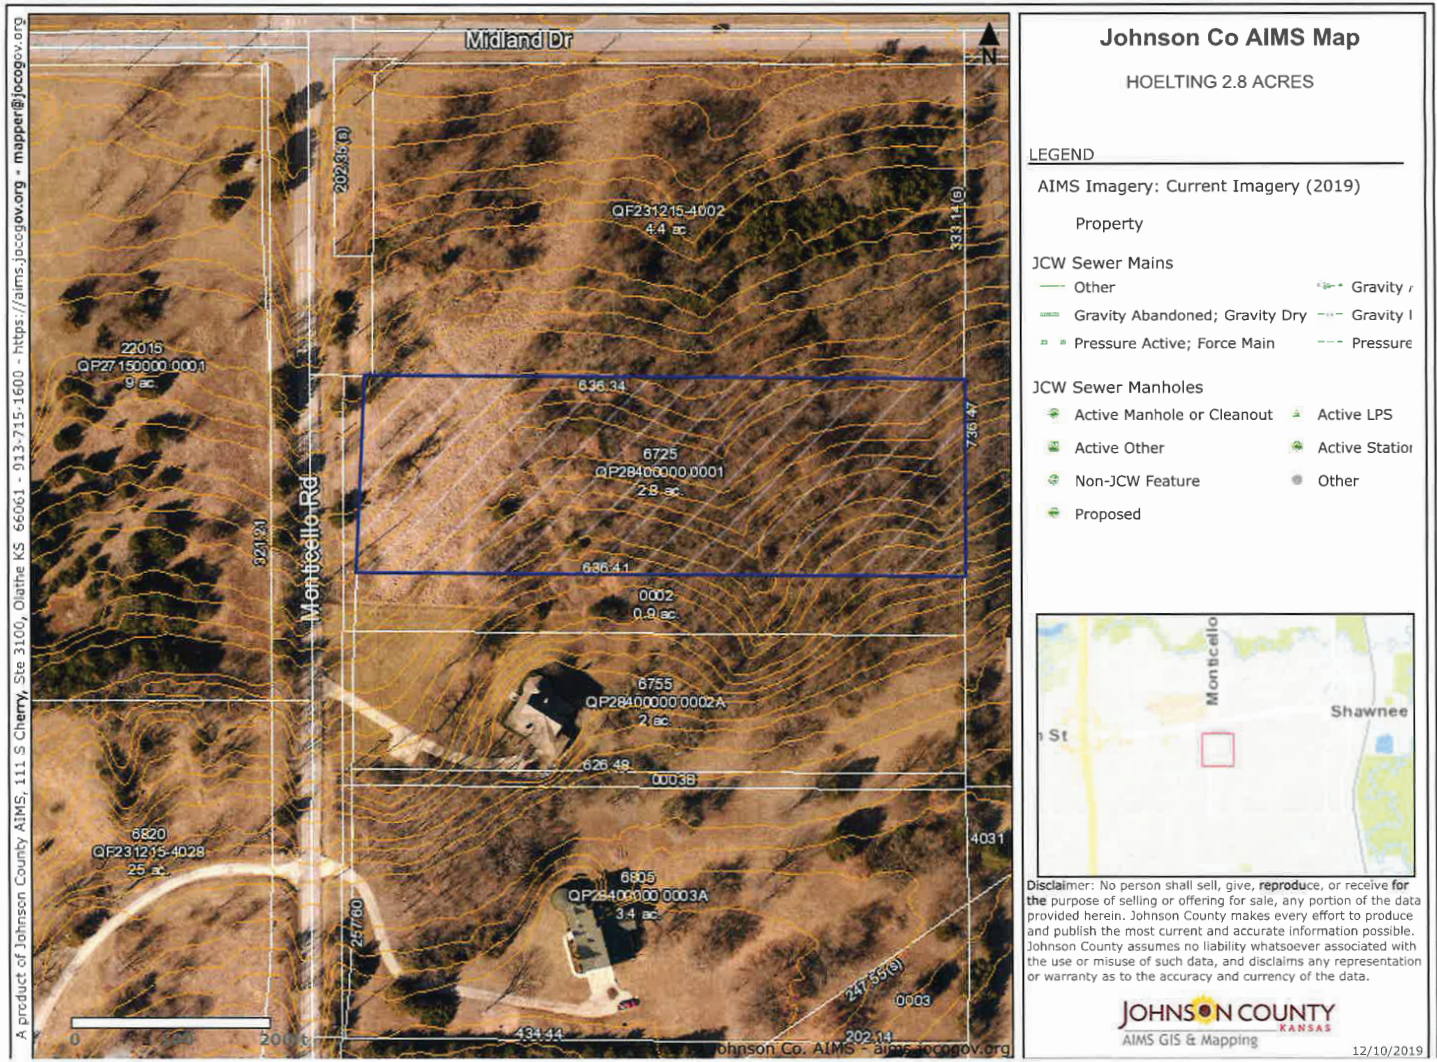 A product of Johnson County AIMS, 111 S Cherry, Ste 3100, Olathe KS 66061 - 913-715-1600 - https://aims.jocogov.org - mapper@jocogov.org
Midland Dr
N
202.35 (s)
QF231215-4002
4.4 ac.
333.14 (s)
22015
QP27150000 0001
9 ac.
636.34
736.47
6725
QP28400000 0001
2.8 ac.
321.21
Monticello Rd
636.41
0002
0.9 ac.
6755
QP28400000 0002A
2 ac.
626.48
0003B
4031
6820
QF231215-4028
25 ac.
6805
QP28400000 0003A
3.4 ac.
257.60
247.55(s)
0003
0
200 ft
434.44
202.14
Johnson Co. AIMS - aims.jocogov.org
Johnson Co AIMS Map
HOELTING 2.8 ACRES
LEGEND
AIMS Imagery: Current Imagery (2019)
Property
JCW Sewer Mains
Other
Gravity
Gravity Abandoned; Gravity Dry
Gravity
Pressure Active; Force Main
Pressure
JCW Sewer Manholes
Active Manhole or Cleanout
Active LPS
Active Other
Active Station
Non-JCW Feature
Other
Proposed
Monticello
Shawnee
St
Disclaimer: No person shall sell, give, reproduce, or receive for
the purpose of selling or offering for sale, any portion of the data
provided herein. Johnson County makes every effort to produce
and publish the most current and accurate information possible.
Johnson County assumes no liability whatsoever associated with
the use or misuse of such data, and disclaims any representation
or warranty as to the accuracy and currency of the data.
JOHNSON COUNTY
KANSAS
AIMS GIS & Mapping
12/10/2019